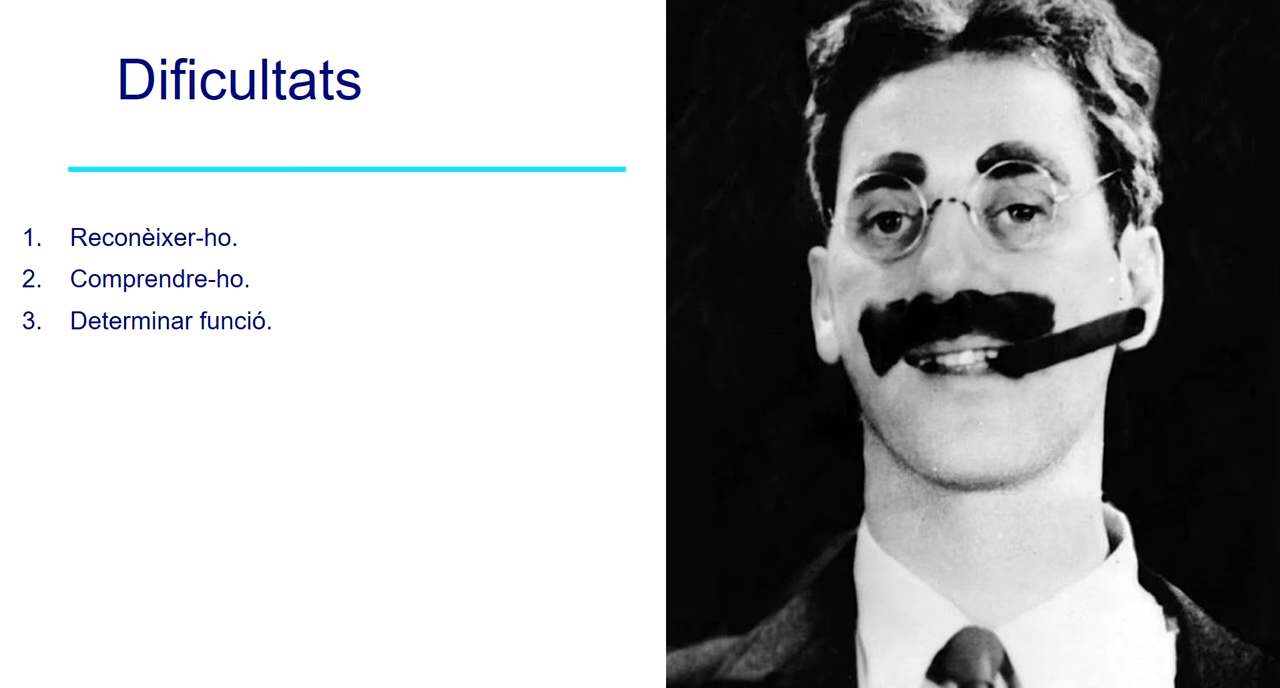 Dificultats
1. Reconèixer-ho.
2. Comprendre-ho.
3. Determinar funció.